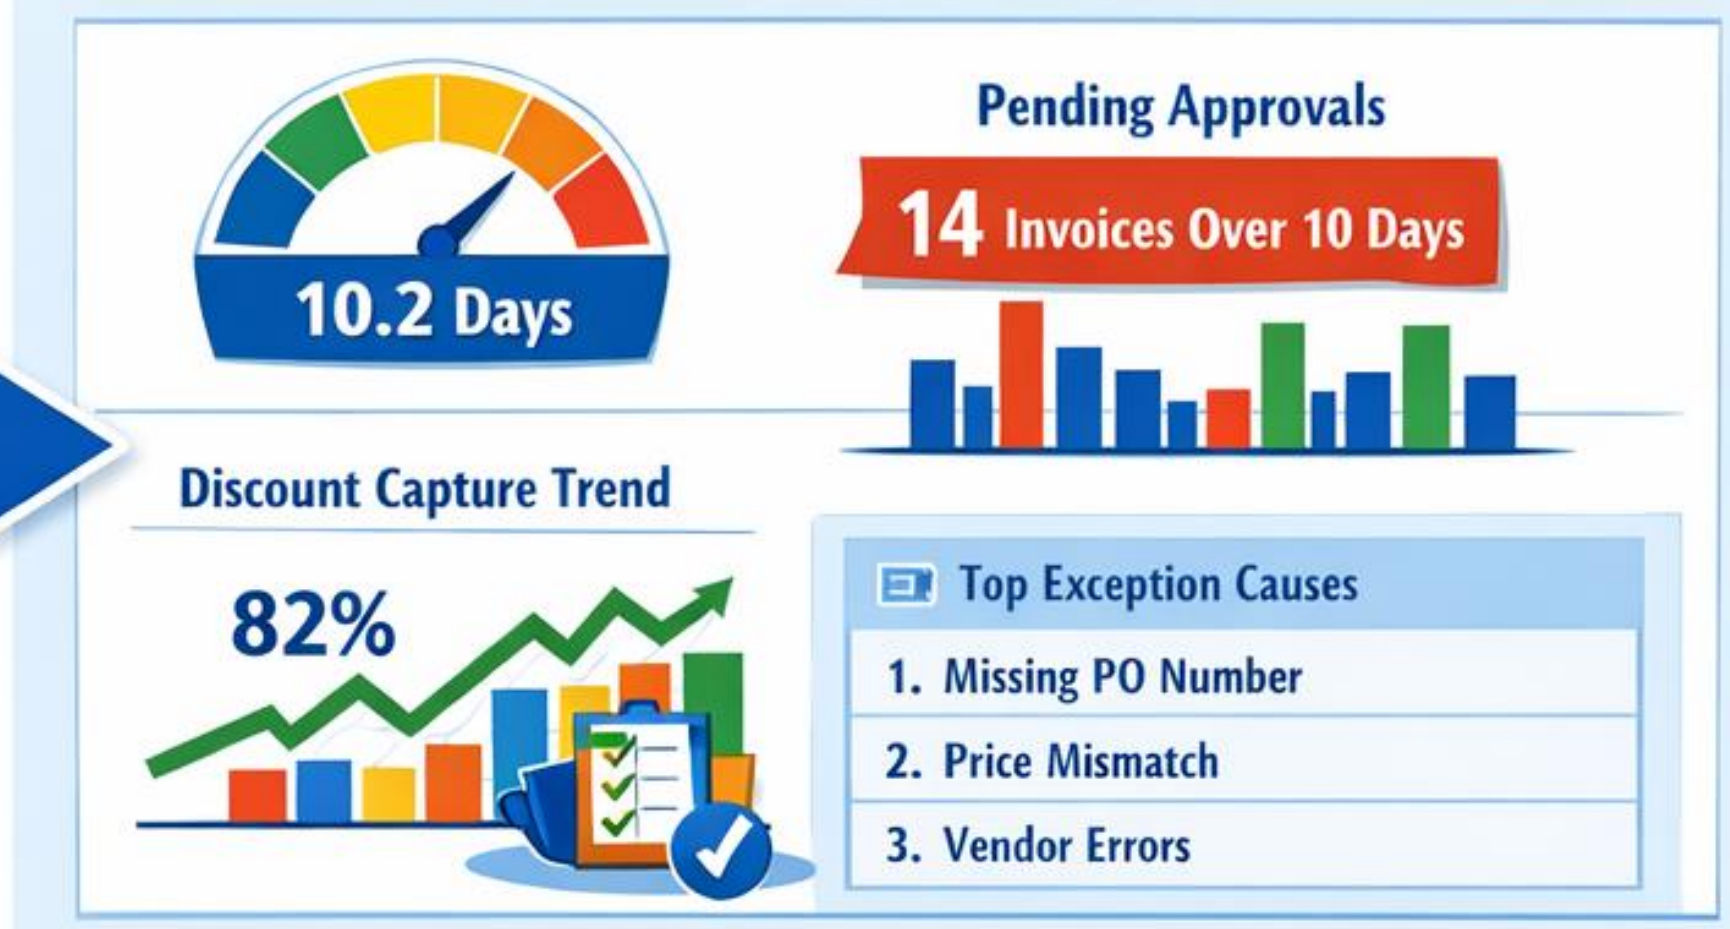 10.2 Days
Pending Approvals
14 Invoices Over 10 Days
Discount Capture Trend
82%
Top Exception Causes
1. Missing PO Number
2. Price Mismatch
3. Vendor Errors